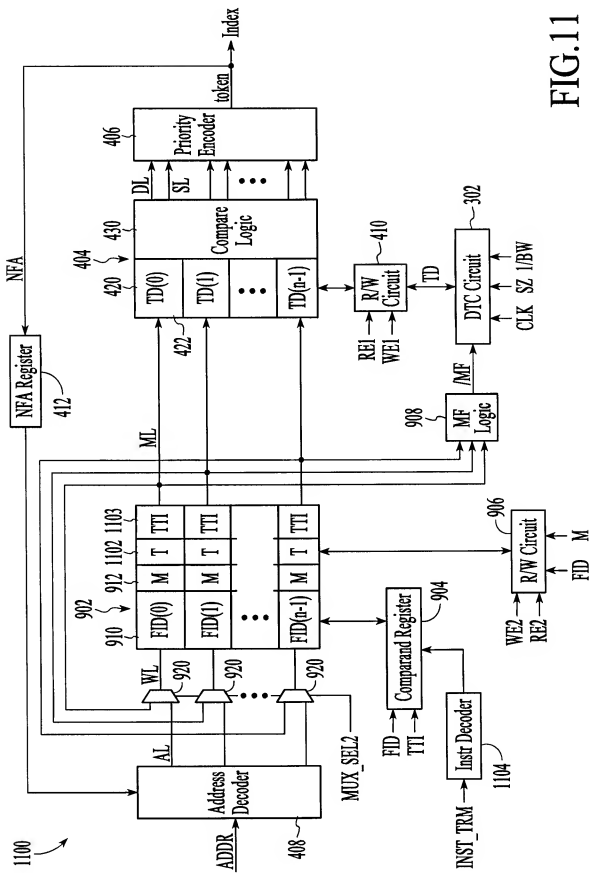 1100
NFA
NFA Register
412
404
420
430
406
TD(0)
TD(1)
TD(n-1)
422
Compare
Logic
DL
SL
Priority
Encoder
token
Index
ML
902
910
912
1102
1103
FID(0)
M
T
TTI
FID(1)
M
T
TTI
FID(n-1)
M
T
TTI
WL
920
920
920
AL
Address
Decoder
408
ADDR
MUX_SEL2
410
R/W
Circuit
RE1
WE1
TD
302
DTC Circuit
CLK
SZ
1/BW
/MF
908
MF
Logic
906
R/W Circuit
WE2
RE2
FID
M
904
Comparand Register
FID
TTI
Instr Decoder
1104
INST_TRM
FIG.11